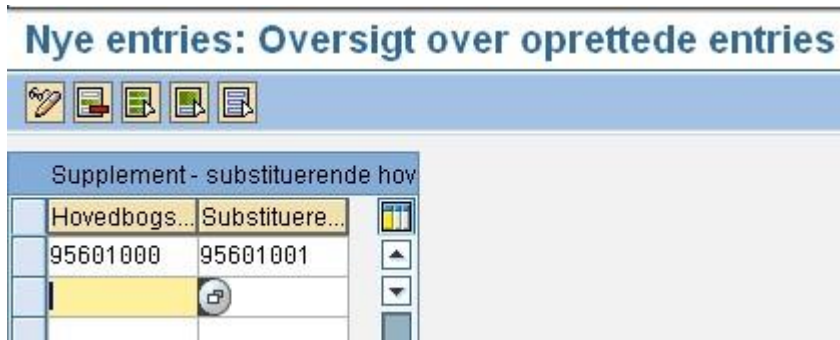 Nye entries: Oversigt over oprettede entries
Supplement - substituerende hov
Hovedbogs... Substituere...
95601000 95601001